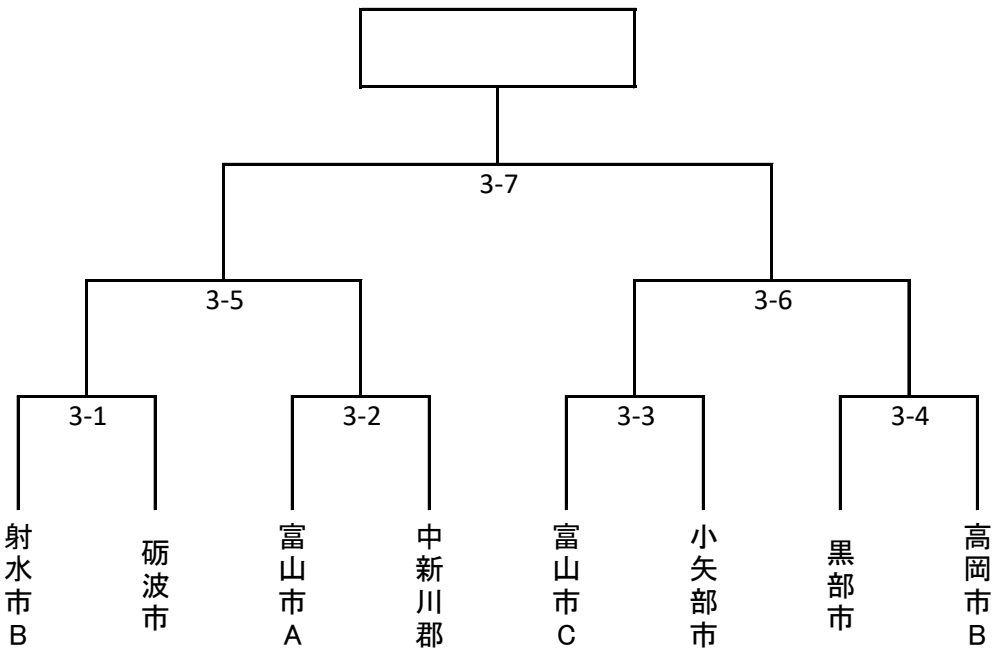 3-7
3-5
3-6
3-1
3-2
3-3
3-4
射水市B
砺波市
富山市A
中新川郡
富山市C
小矢部市
黒部市
高岡市B